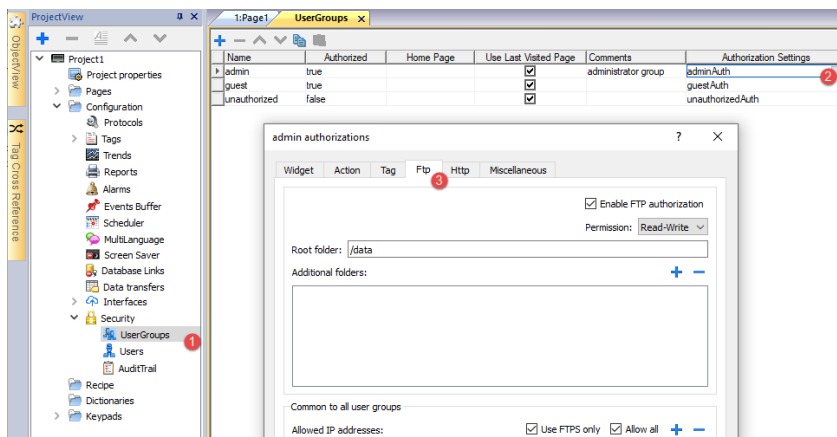 ProjectView
ObjectView
Tag Cross Reference
Project1
Project properties
Pages
Configuration
Protocols
Tags
Trends
Reports
Alarms
Events Buffer
Scheduler
MultiLanguage
Screen Saver
Database Links
Data transfers
Interfaces
Security
UserGroups
1
Users
AuditTrail
Recipe
Dictionaries
Keypads
1:Page1 UserGroups
Name Authorized Home Page Use Last Visited Page Comments Authorization Settings
admin true administrator group adminAuth
2
guest true guestAuth
unauthorized false unauthorizedAuth
admin authorizations ?
Widget Action Tag Ftp Http Miscellaneous
3
Enable FTP authorization
Permission: Read-Write
Root folder: /data
Additional folders:
Common to all user groups
Allowed IP addresses: Use FTPS only Allow all